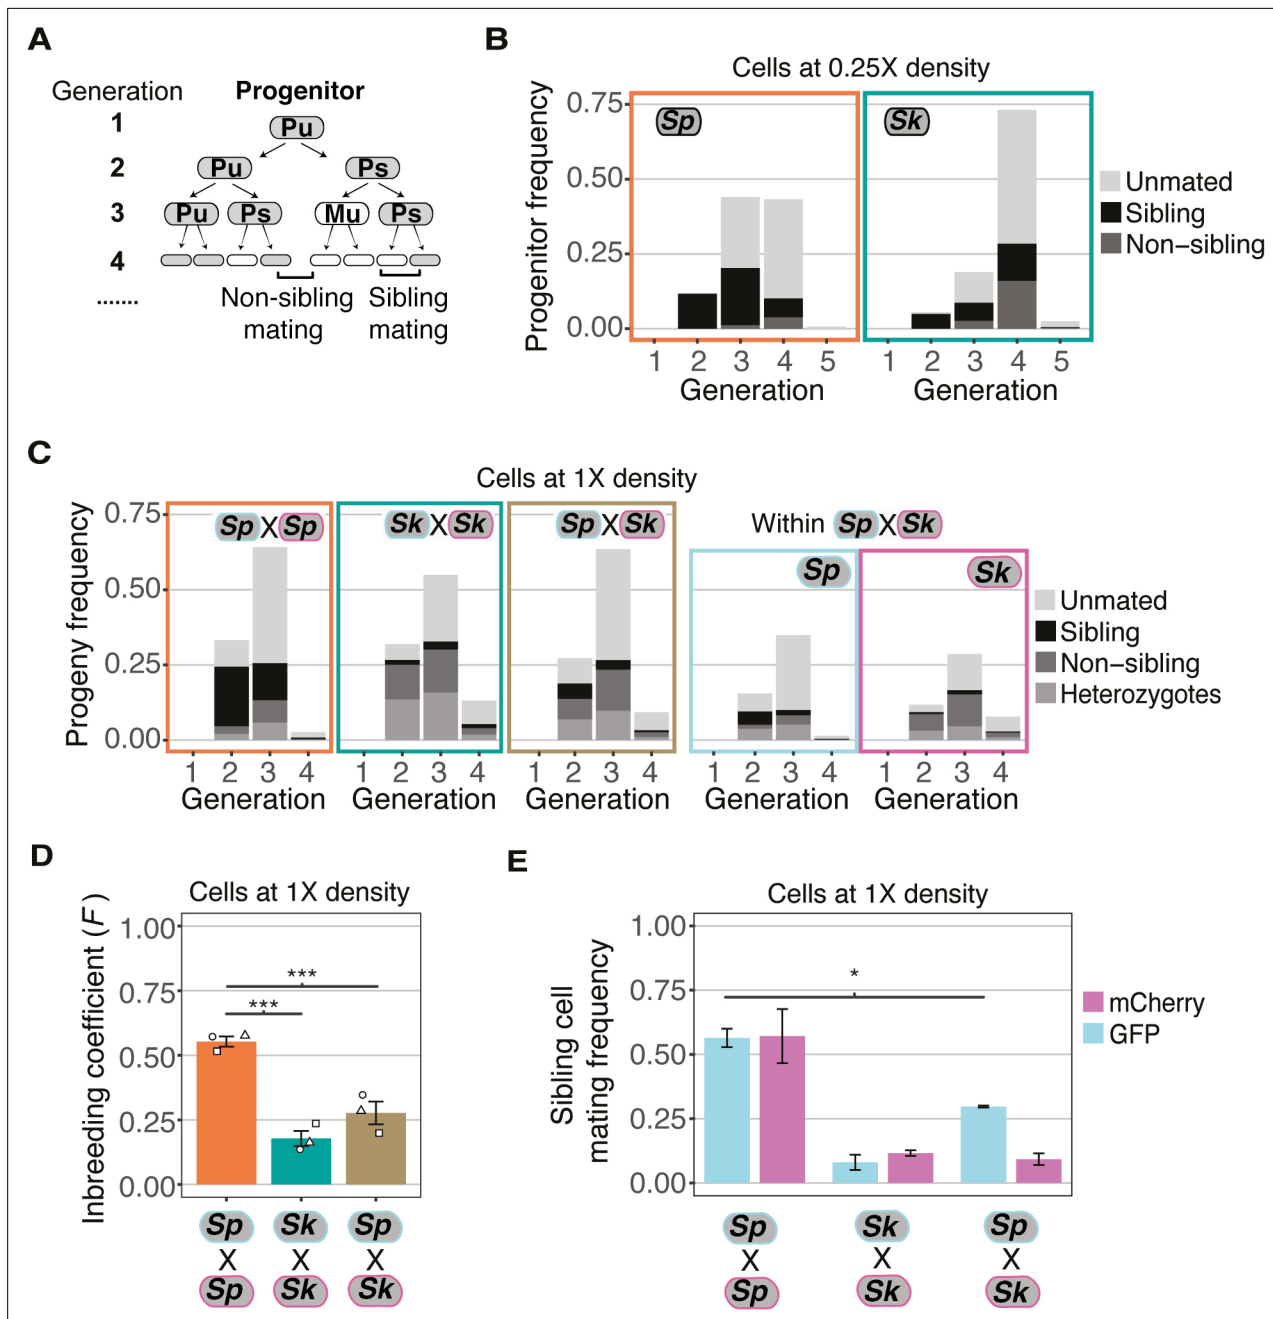 A
Generation
Progenitor
1
Pu
2
Pu
Ps
3
Pu
Ps
Mu
Ps
4
.......
Non-sibling
mating
Sibling
mating
B
Cells at 0.25X density
Progenitor frequency
0.75
0.50
0.25
0.00
Sp
Sk
1 2 3 4 5
1 2 3 4 5
Generation
Generation
Unmated
Sibling
Non-sibling
C
Cells at 1X density
Progeny frequency
0.75
0.50
0.25
0.00
Sp X Sp
Sk X Sk
Sp X Sk
Within Sp X Sk
Sp
Sk
1 2 3 4
1 2 3 4
1 2 3 4
1 2 3 4
1 2 3 4
Generation
Generation
Generation
Generation
Generation
Unmated
Sibling
Non-sibling
Heterozygotes
D
Cells at 1X density
Inbreeding coefficient (F)
1.00
0.75
0.50
0.25
0.00
***
***
Sp Sk Sp
X X X
Sp Sk Sk
E
Cells at 1X density
Sibling cell
mating frequency
1.00
0.75
0.50
0.25
0.00
*
mCherry
GFP
Sp Sk Sp
X X X
Sp Sk Sk